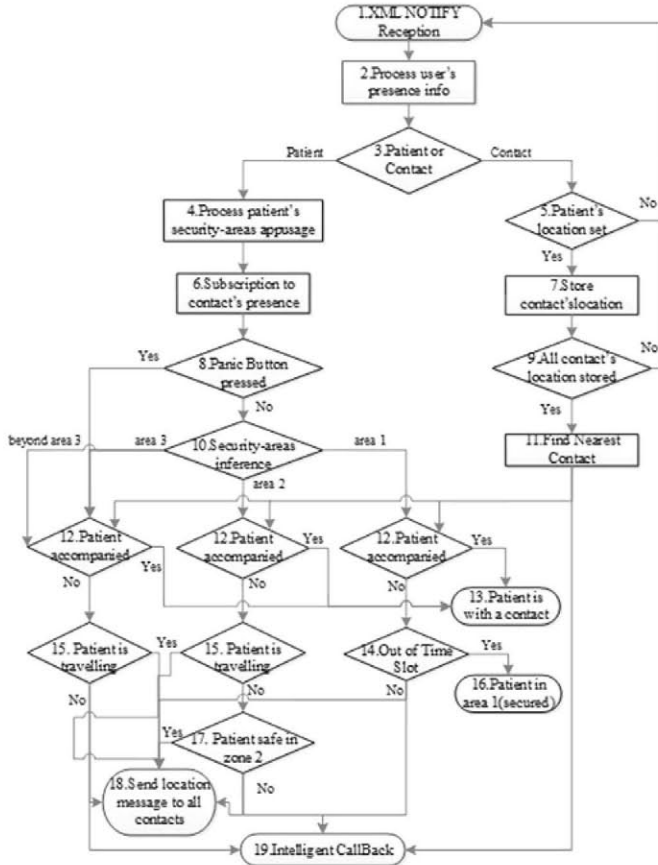 1.XML NOTIFY
Reception
2.Process user's
presence info
3.Patient or
Contact
Patient
Contact
4.Process patient's
security-areas appusage
5.Patient's
location set
No
Yes
6.Subscription to
contact's presence
7.Store
contact'slocation
8.Panic Button
pressed
Yes
No
9.All contact's
location stored
No
Yes
10.Security-areas
inference
beyond area 3
area 3
area 2
area 1
11.Find Nearest
Contact
12.Patient
accompanied
No
Yes
12.Patient
accompanied
Yes
No
12.Patient
accompanied
Yes
No
13.Patient is
with a contact
15. Patient is
travelling
Yes
No
15. Patient is
travelling
Yes
No
14.Out of Time
Slot
Yes
No
16.Patient in
area 1(secured)
17. Patient safe in
zone 2
Yes
No
18.Send location
message to all
contacts
19.Intelligent CallBack